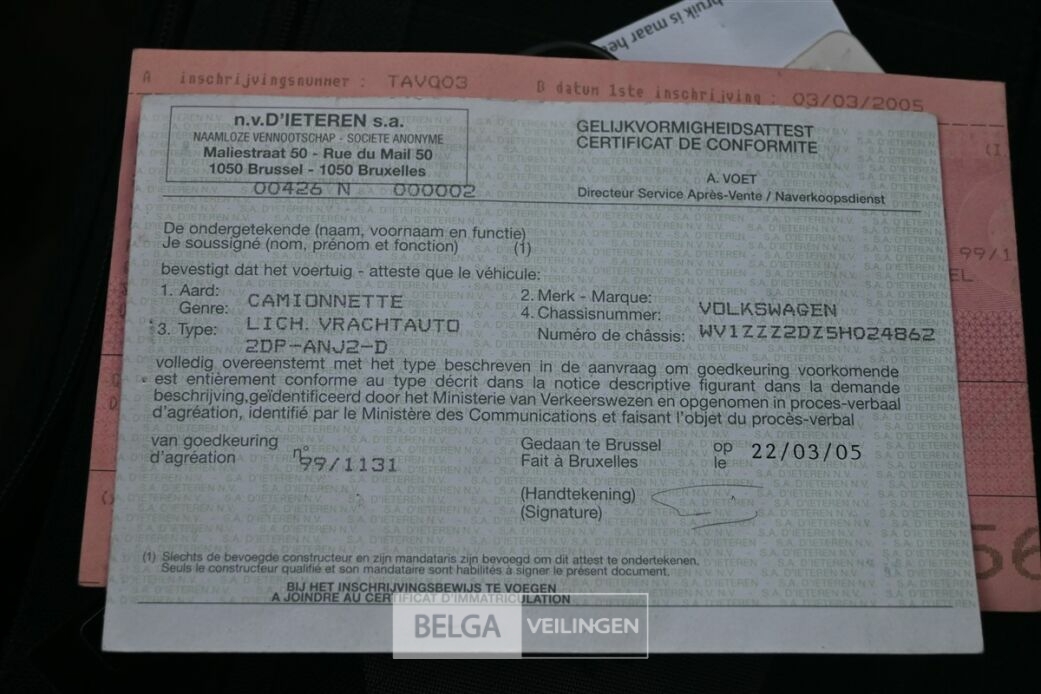 bruik is maar he
A inschrijvingsnummer : TAVQ03 B datum 1ste inschrijving : 03/03/2005
n.v.D'IETEREN s.a.
NAAMLOZE VENNOOTSCHAP - SOCIETE ANONYME
Maliestraat 50 - Rue du Mail 50
1050 Brussel - 1050 Bruxelles
00426 N 000002
GELIJKVORMIGHEIDSATTEST
CERTIFICAT DE CONFORMITE
A. VOET
Directeur Service Après-Vente / Naverkoopsdienst
De ondergetekende (naam, voornaam en functie)
Je soussigné (nom, prénom et fonction) (1)
bevestigt dat het voertuig - atteste que le véhicule:
1. Aard:
Genre: CAMIONNETTE
2. Merk - Marque: VOLKSWAGEN
3. Type: LICH. VRACHTAUTO
2DP-ANJ2-D
4. Chassisnummer:
Numéro de châssis: WV1ZZZ2DZ5H024862
volledig overeenstemt met het type beschreven in de aanvraag om goedkeuring voorkomende
est entièrement conforme au type décrit dans la notice descriptive figurant dans la demande
beschrijving,geïdentificeerd door het Ministerie van Verkeerswezen en opgenomen in proces-verbaal
d'agréation, identifié par le Ministère des Communications et faisant l'objet du procès-verbal
van goedkeuring
d'agréation n° 99/1131
Gedaan te Brussel op
Fait à Bruxelles le 22/03/05
(Handtekening)
(Signature)
(1) Slechts de bevoegde constructeur en zijn mandataris zijn bevoegd om dit attest te ondertekenen.
Seuls le constructeur qualifié et son mandataire sont habilités à signer le présent document.
BIJ HET INSCHRIJVINGSBEWIJS TE VOEGEN
A JOINDRE AU CERTIFICAT D'IMMATRICULATION
99/1
EL
56
BELGA VEILINGEN